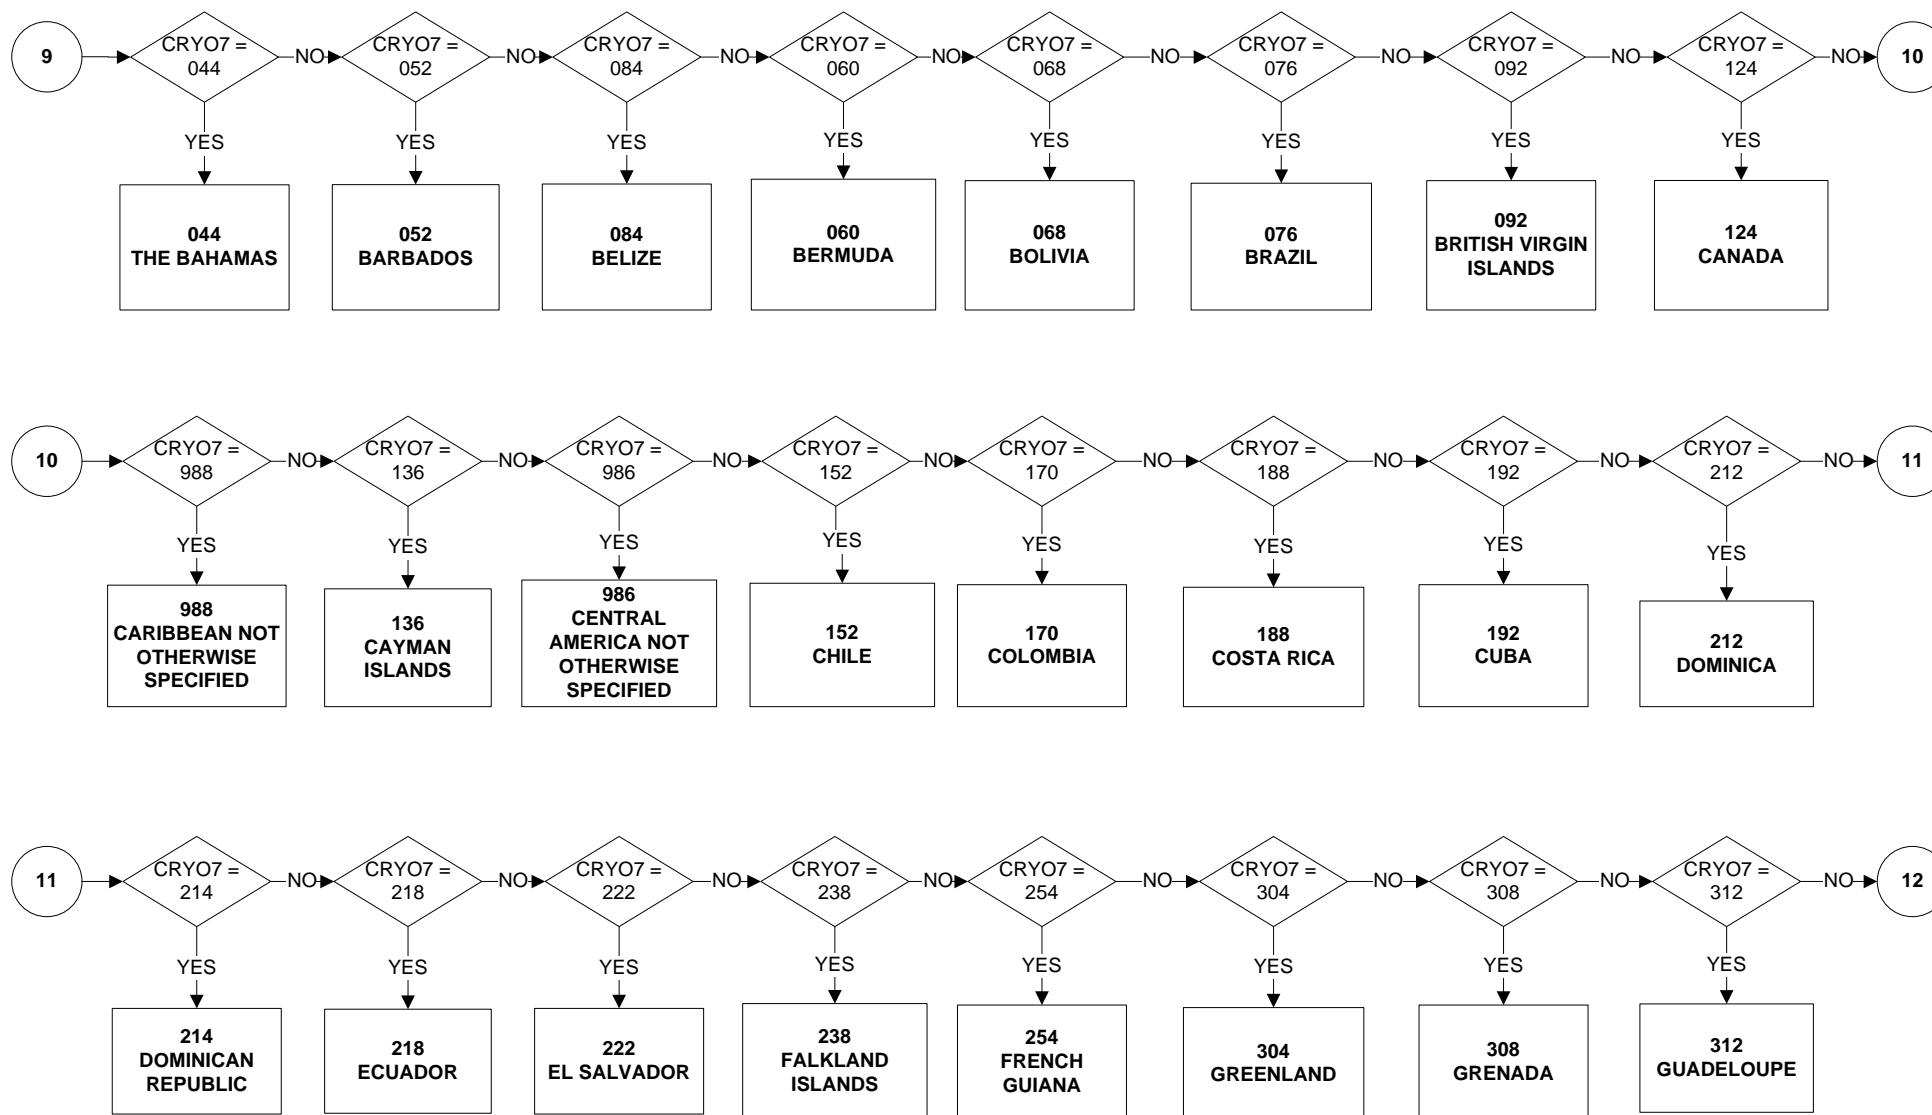 9
CRYO7 =
044
NO
CRYO7 =
052
NO
CRYO7 =
084
NO
CRYO7 =
060
NO
CRYO7 =
068
NO
CRYO7 =
076
NO
CRYO7 =
092
NO
CRYO7 =
124
NO
10
YES
YES
YES
YES
YES
YES
YES
YES
044
THE BAHAMAS
052
BARBADOS
084
BELIZE
060
BERMUDA
068
BOLIVIA
076
BRAZIL
092
BRITISH VIRGIN
ISLANDS
124
CANADA
10
CRYO7 =
988
NO
CRYO7 =
136
NO
CRYO7 =
986
NO
CRYO7 =
152
NO
CRYO7 =
170
NO
CRYO7 =
188
NO
CRYO7 =
192
NO
CRYO7 =
212
NO
11
YES
YES
YES
YES
YES
YES
YES
YES
988
CARIBBEAN NOT
OTHERWISE
SPECIFIED
136
CAYMAN
ISLANDS
986
CENTRAL
AMERICA NOT
OTHERWISE
SPECIFIED
152
CHILE
170
COLOMBIA
188
COSTA RICA
192
CUBA
212
DOMINICA
11
CRYO7 =
214
NO
CRYO7 =
218
NO
CRYO7 =
222
NO
CRYO7 =
238
NO
CRYO7 =
254
NO
CRYO7 =
304
NO
CRYO7 =
308
NO
CRYO7 =
312
NO
12
YES
YES
YES
YES
YES
YES
YES
YES
214
DOMINICAN
REPUBLIC
218
ECUADOR
222
EL SALVADOR
238
FALKLAND
ISLANDS
254
FRENCH
GUIANA
304
GREENLAND
308
GRENADA
312
GUADELOUPE